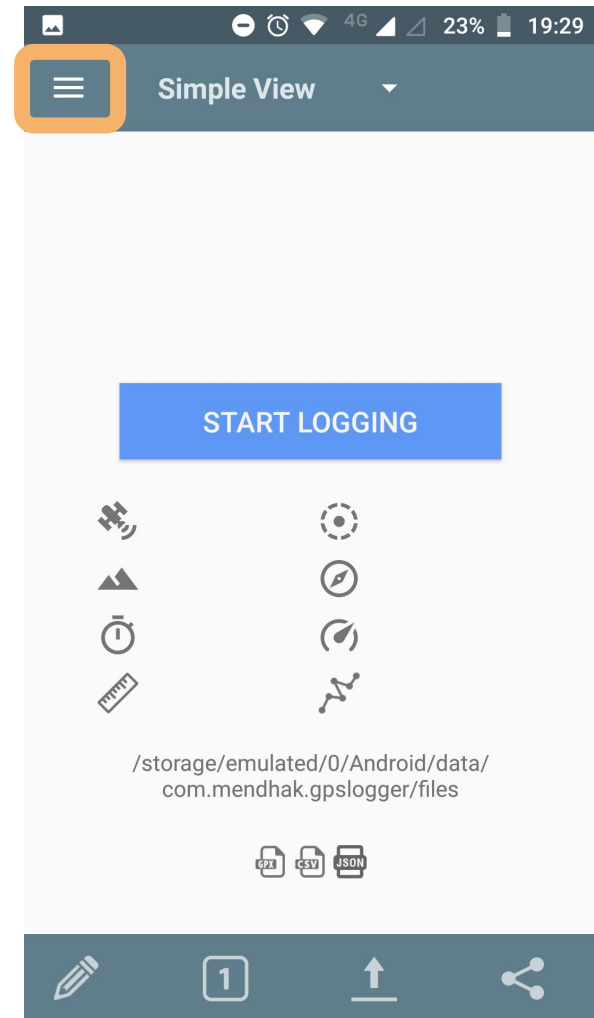 4G 23% 19:29
Simple View
START LOGGING
/storage/emulated/0/Android/data/
com.mendhak.gpslogger/files
GPX CSV JSON
1